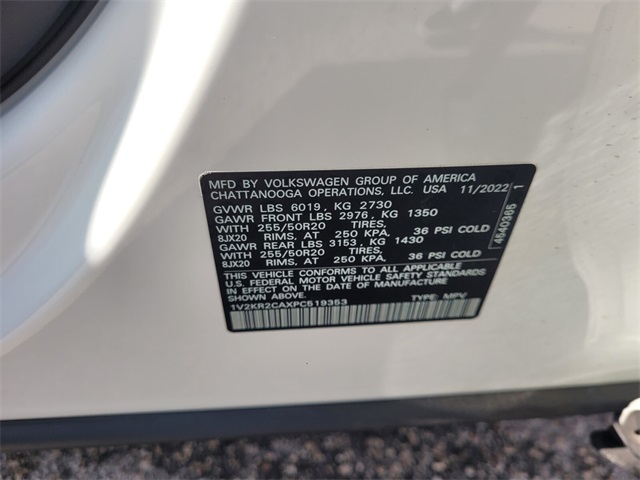 MFD BY VOLKSWAGEN GROUP OF AMERICA
CHATTANOOGA OPERATIONS, LLC. USA 11/2022
GVWR LBS 6019, KG 2730
GAWR FRONT LBS 2976, KG 1350
WITH 255/50R20 TIRES,
8JX20 RIMS, AT 250 KPA, 36 PSI COLD
GAWR REAR LBS 3153, KG 1430
WITH 255/50R20 TIRES,
8JX20 RIMS, AT 250 KPA, 36 PSI COLD
THIS VEHICLE CONFORMS TO ALL APPLICABLE
U.S. FEDERAL MOTOR VEHICLE SAFETY STANDARDS
IN EFFECT ON THE DATE OF MANUFACTURE
SHOWN ABOVE.
1V2KR2CAXPC519353 TYPE: MPV
4540365 1